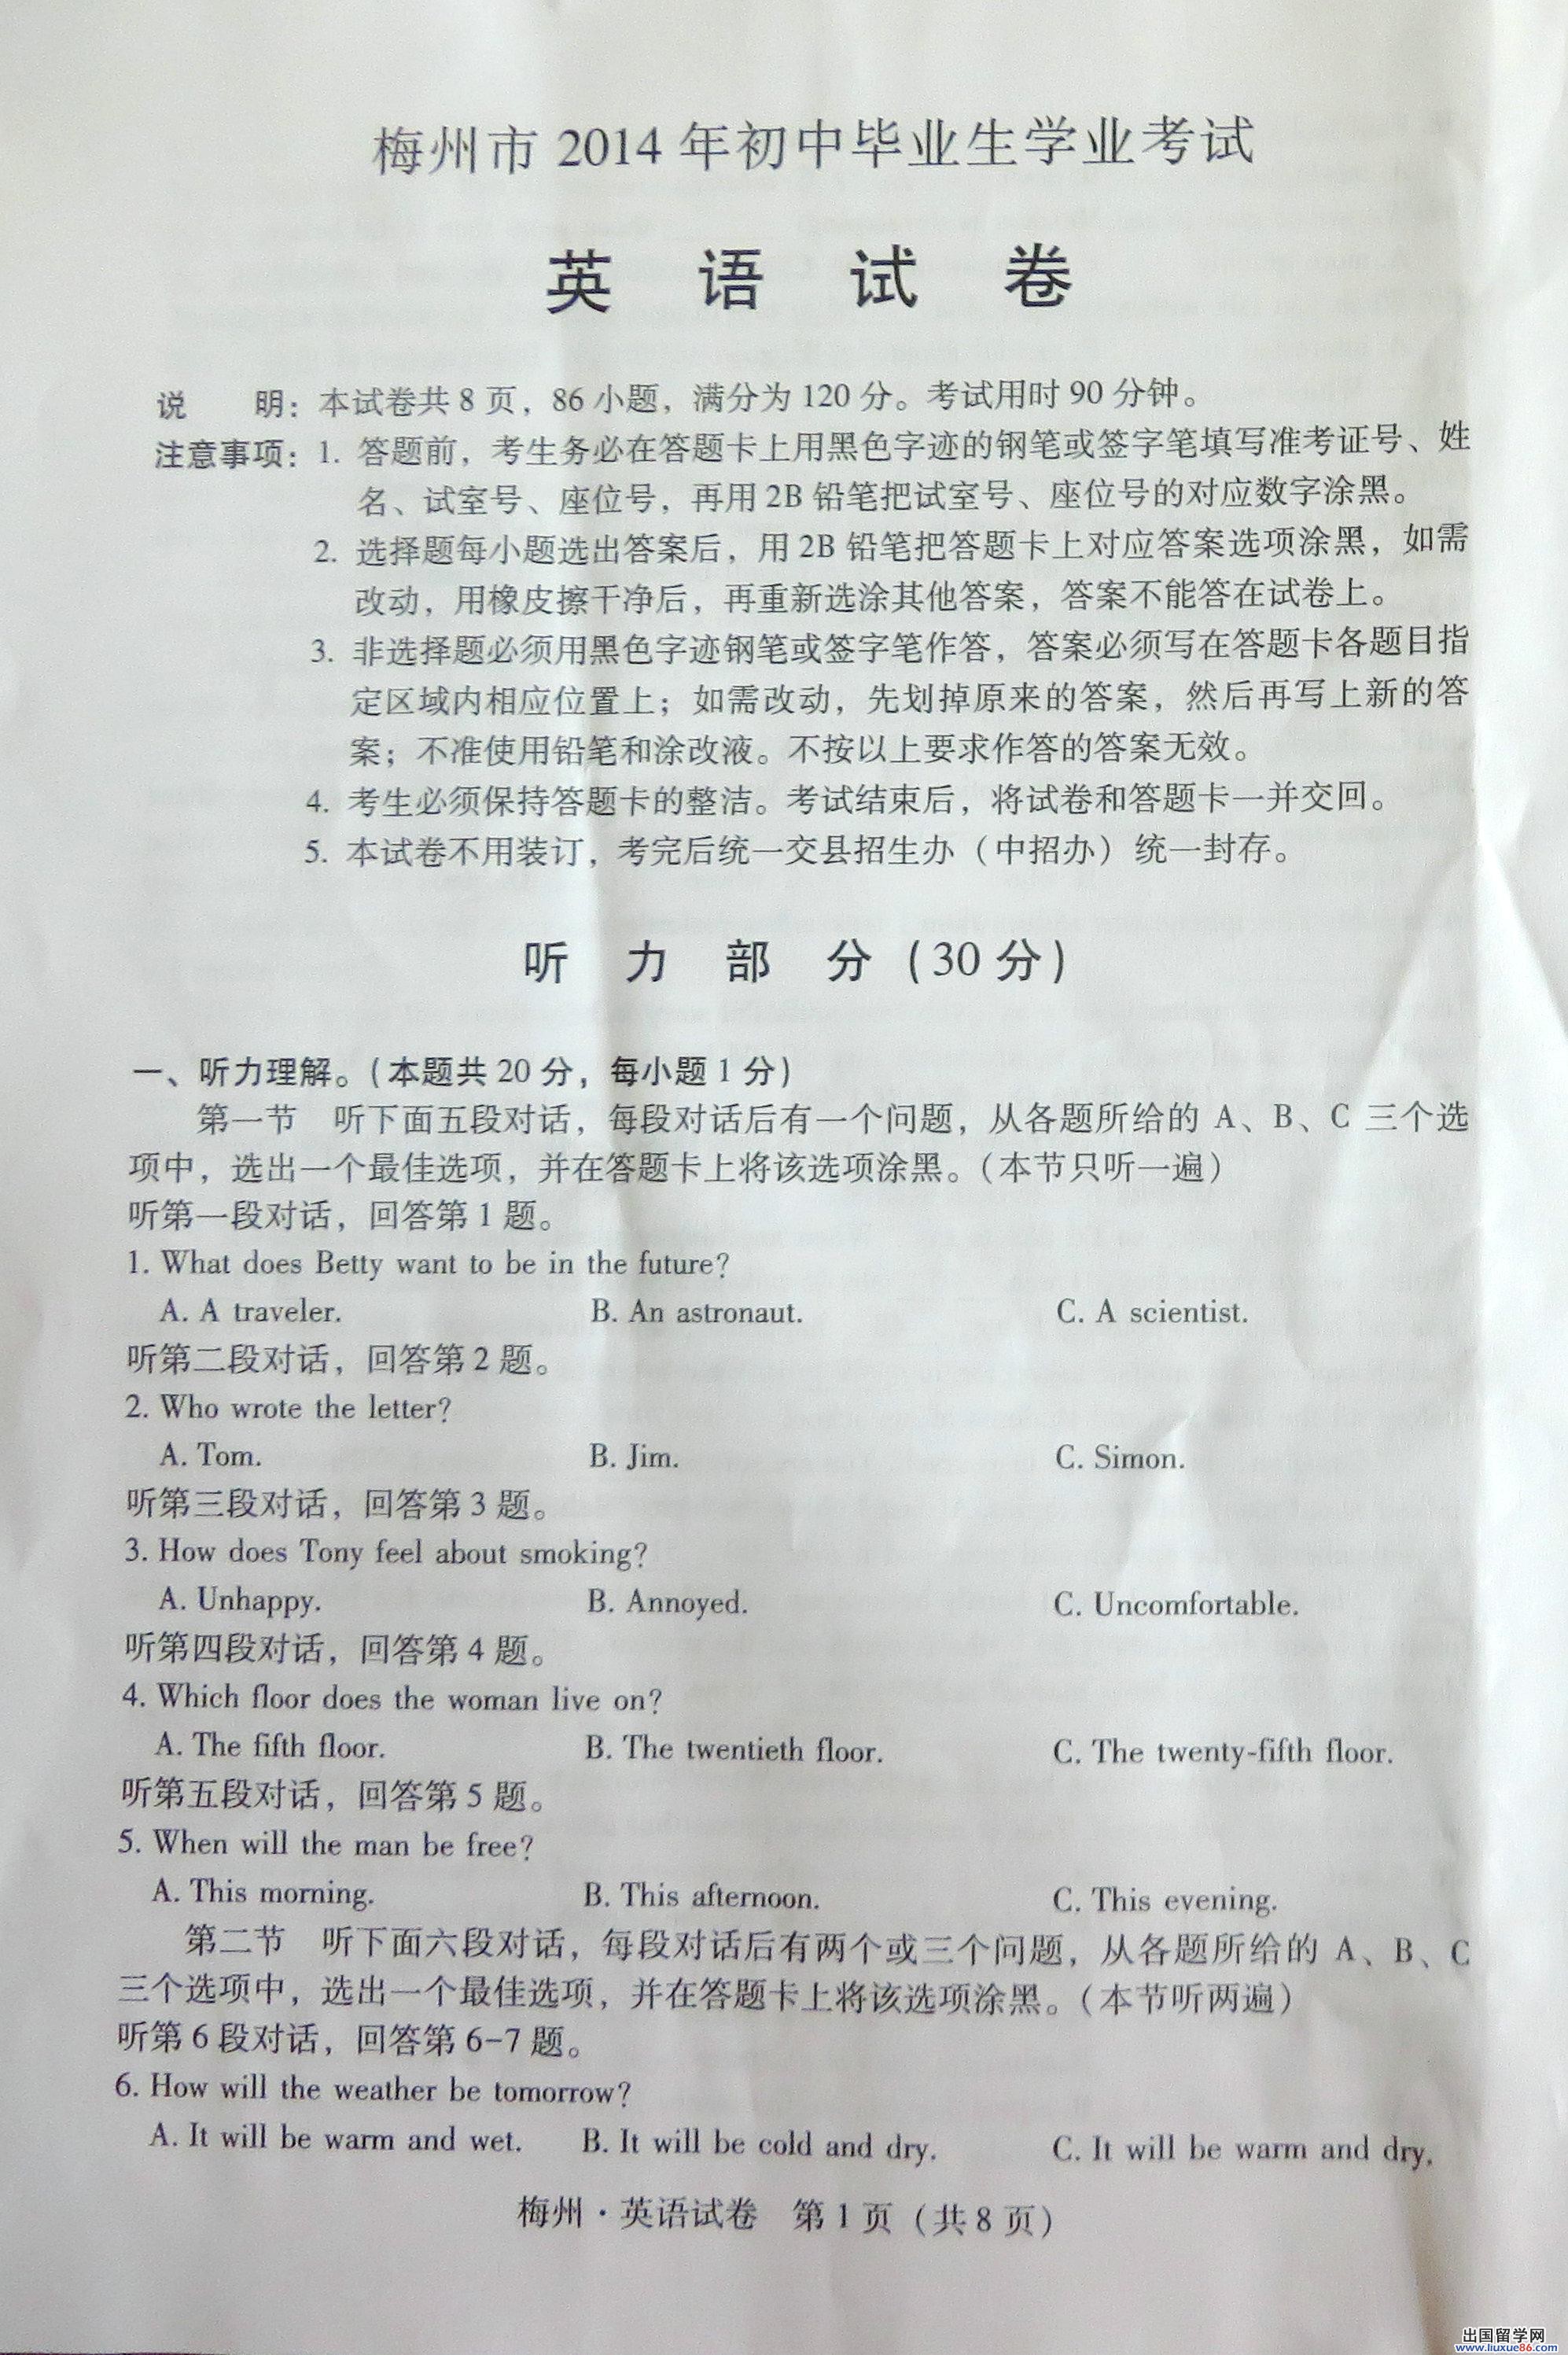 梅州市 2014 年初中毕业生学业考试
英 语 试 卷
说 明：本试卷共 8 页，86 小题，满分为 120 分。考试用时 90 分钟。
注意事项：1. 答题前，考生务必在答题卡上用黑色字迹的钢笔或签字笔填写准考证号、姓
名、试室号、座位号，再用 2B 铅笔把试室号、座位号的对应数字涂黑。
2. 选择题每小题选出答案后，用 2B 铅笔把答题卡上对应答案选项涂黑，如需
改动，用橡皮擦干净后，再重新选涂其他答案，答案不能答在试卷上。
3. 非选择题必须用黑色字迹钢笔或签字笔作答，答案必须写在答题卡各题目指
定区域内相应位置上；如需改动，先划掉原来的答案，然后再写上新的答
案；不准使用铅笔和涂改液。不按以上要求作答的答案无效。
4. 考生必须保持答题卡的整洁。考试结束后，将试卷和答题卡一并交回。
5. 本试卷不用装订，考完后统一交县招生办（中招办）统一封存。
听 力 部 分（30 分）
一、听力理解。（本题共 20 分，每小题 1 分）
第一节 听下面五段对话，每段对话后有一个问题，从各题所给的 A、B、C 三个选
项中，选出一个最佳选项，并在答题卡上将该选项涂黑。（本节只听一遍）
听第一段对话，回答第 1 题。
1. What does Betty want to be in the future?
A. A traveler. B. An astronaut. C. A scientist.
听第二段对话，回答第 2 题。
2. Who wrote the letter?
A. Tom. B. Jim. C. Simon.
听第三段对话，回答第 3 题。
3. How does Tony feel about smoking?
A. Unhappy. B. Annoyed. C. Uncomfortable.
听第四段对话，回答第 4 题。
4. Which floor does the woman live on?
A. The fifth floor. B. The twentieth floor. C. The twenty-fifth floor.
听第五段对话，回答第 5 题。
5. When will the man be free?
A. This morning. B. This afternoon. C. This evening.
第二节 听下面六段对话，每段对话后有两个或三个问题，从各题所给的 A、B、C
三个选项中，选出一个最佳选项，并在答题卡上将该选项涂黑。（本节听两遍）
听第 6 段对话，回答第 6-7 题。
6. How will the weather be tomorrow?
A. It will be warm and wet. B. It will be cold and dry. C. It will be warm and dry.
梅州·英语试卷 第 1 页（共 8 页）
出国留学网
www.liuxue86.com